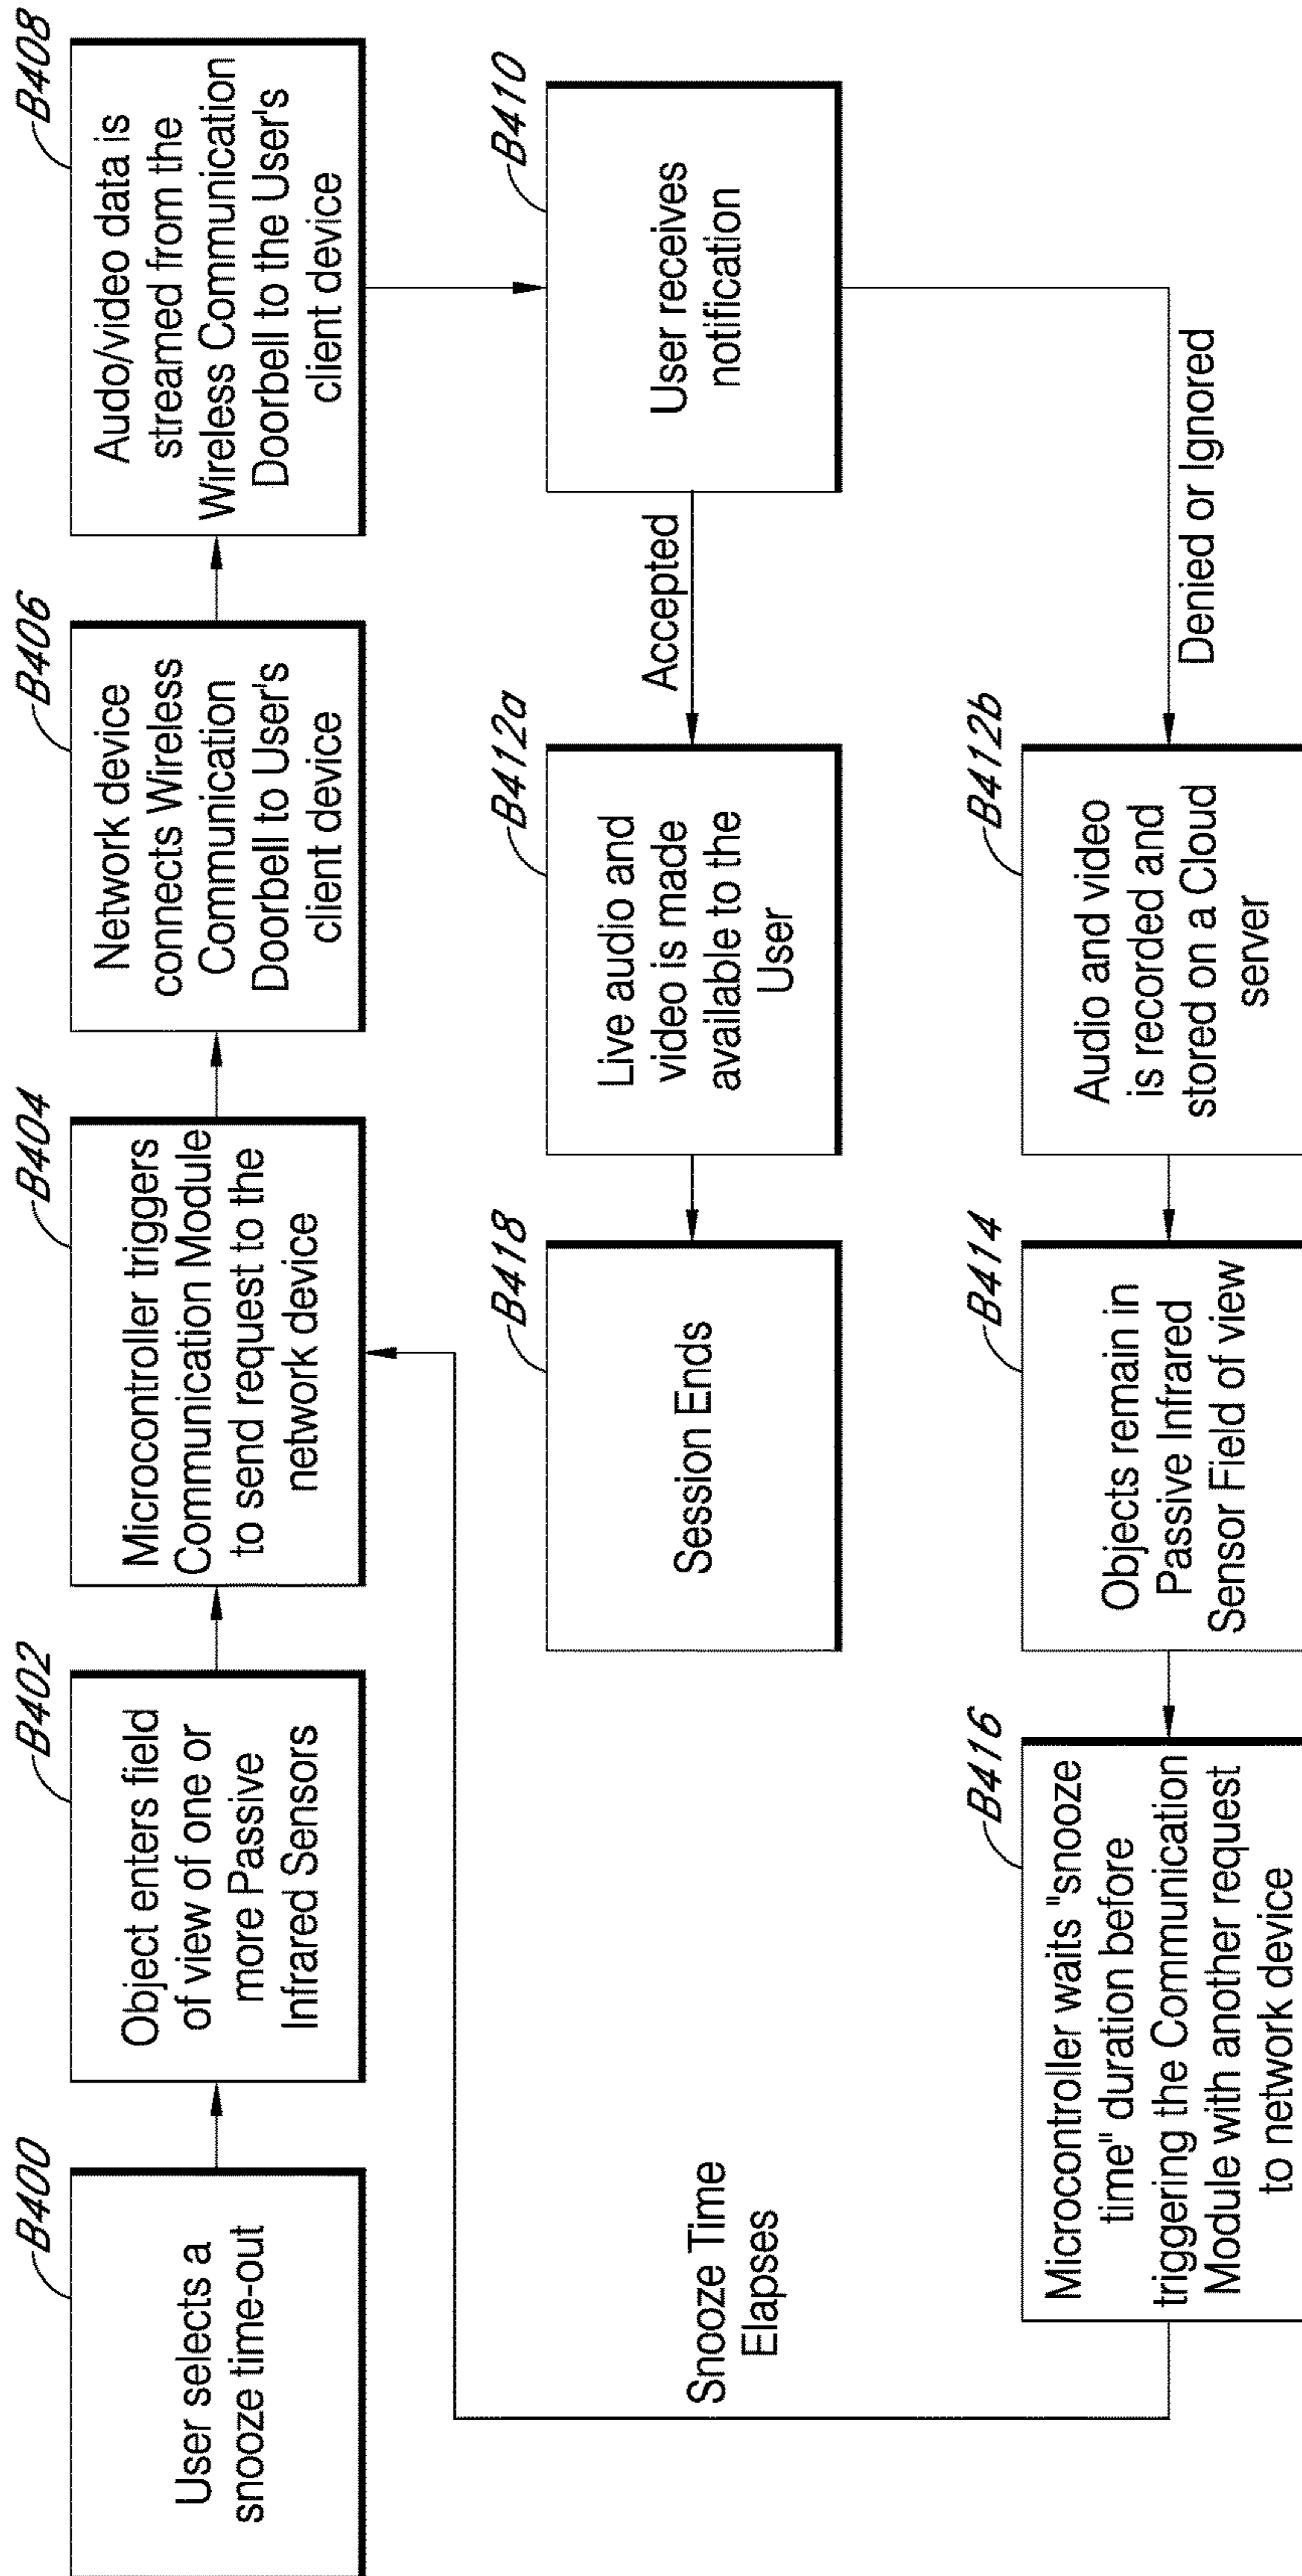 B400
User selects a
snooze time-out
B402
Object enters field
of view of one or
more Passive
Infrared Sensors
B404
Microcontroller triggers
Communication Module
to send request to the
network device
B406
Network device
connects Wireless
Communication
Doorbell to User's
client device
B408
Audo/video data is
streamed from the
Wireless Communication
Doorbell to the User's
client device
B410
User receives
notification
Accepted
B412a
Live audio and
video is made
available to the
User
B418
Session Ends
Denied or Ignored
B412b
Audio and video
is recorded and
stored on a Cloud
server
B414
Objects remain in
Passive Infrared
Sensor Field of view
B416
Microcontroller waits "snooze
time" duration before
triggering the Communication
Module with another request
to network device
Snooze Time
Elapses